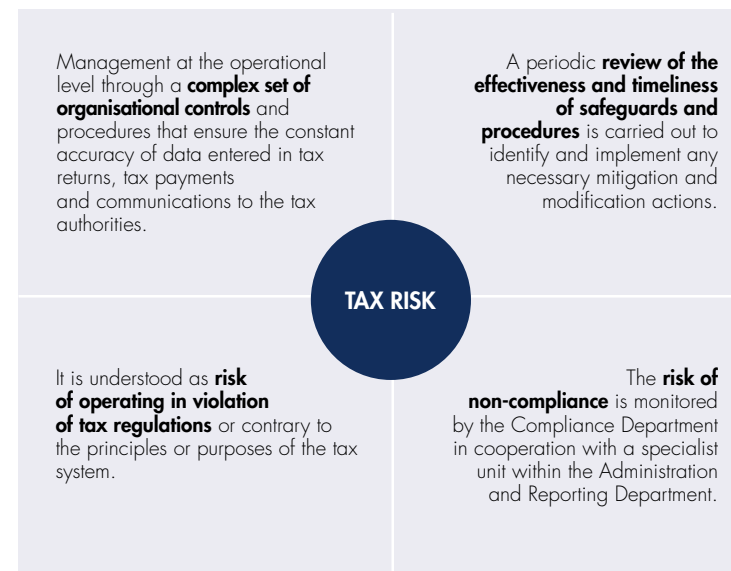 Management at the operational
level through a complex set of
organisational controls and
procedures that ensure the constant
accuracy of data entered in tax
returns, tax payments
and communications to the tax
authorities.
A periodic review of the
effectiveness and timeliness
of safeguards and
procedures is carried out to
identify and implement any
necessary mitigation and
modification actions.
TAX RISK
It is understood as risk
of operating in violation
of tax regulations or contrary to
the principles or purposes of the tax
system.
The risk of
non-compliance is monitored
by the Compliance Department
in cooperation with a specialist
unit within the Administration
and Reporting Department.